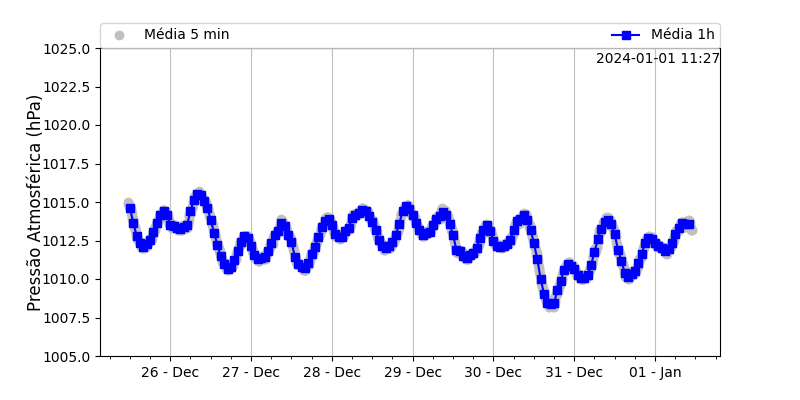 Média 5 min
Média 1h
2024-01-01 11:27
Pressão Atmosférica (hPa)
1025.0
1022.5
1020.0
1017.5
1015.0
1012.5
1010.0
1007.5
1005.0
26 - Dec
27 - Dec
28 - Dec
29 - Dec
30 - Dec
31 - Dec
01 - Jan